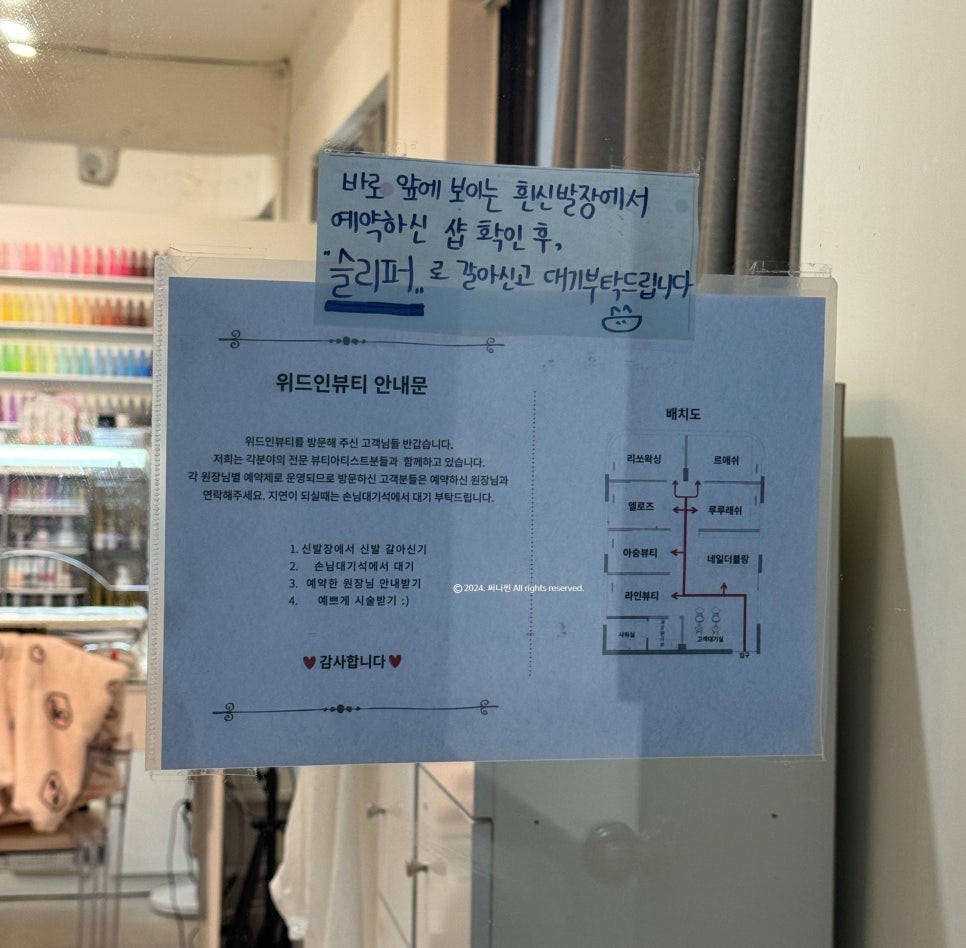 바로 앞에 보이는 흰신발장에서
예약하신 샵 확인 후,
"슬리퍼"로 갈아신고 대기부탁드립니다
위드인뷰티 안내문
위드인뷰티를 방문해 주신 고객님들 반갑습니다.
저희는 각분야의 전문 뷰티아티스트분들과 함께하고 있습니다.
각 원장님별 예약제로 운영되므로 방문하신 고객분들은 예약하신 원장님과
연락해주세요. 지연이 되실때는 손님대기석에서 대기 부탁드립니다.
1. 신발장에서 신발 갈아신기
2. 손님대기석에서 대기
3. 예약한 원장님 안내받기
4. 예쁘게 시술받기 :)
♥감사합니다♥
배치도
리쏘왁싱 르애쉬
엘로즈 루루래쉬
아숨뷰티 네일더블랑
라인뷰티
샤워실 고객대기실
입구
© 2024. 써니썬 All rights reserved.